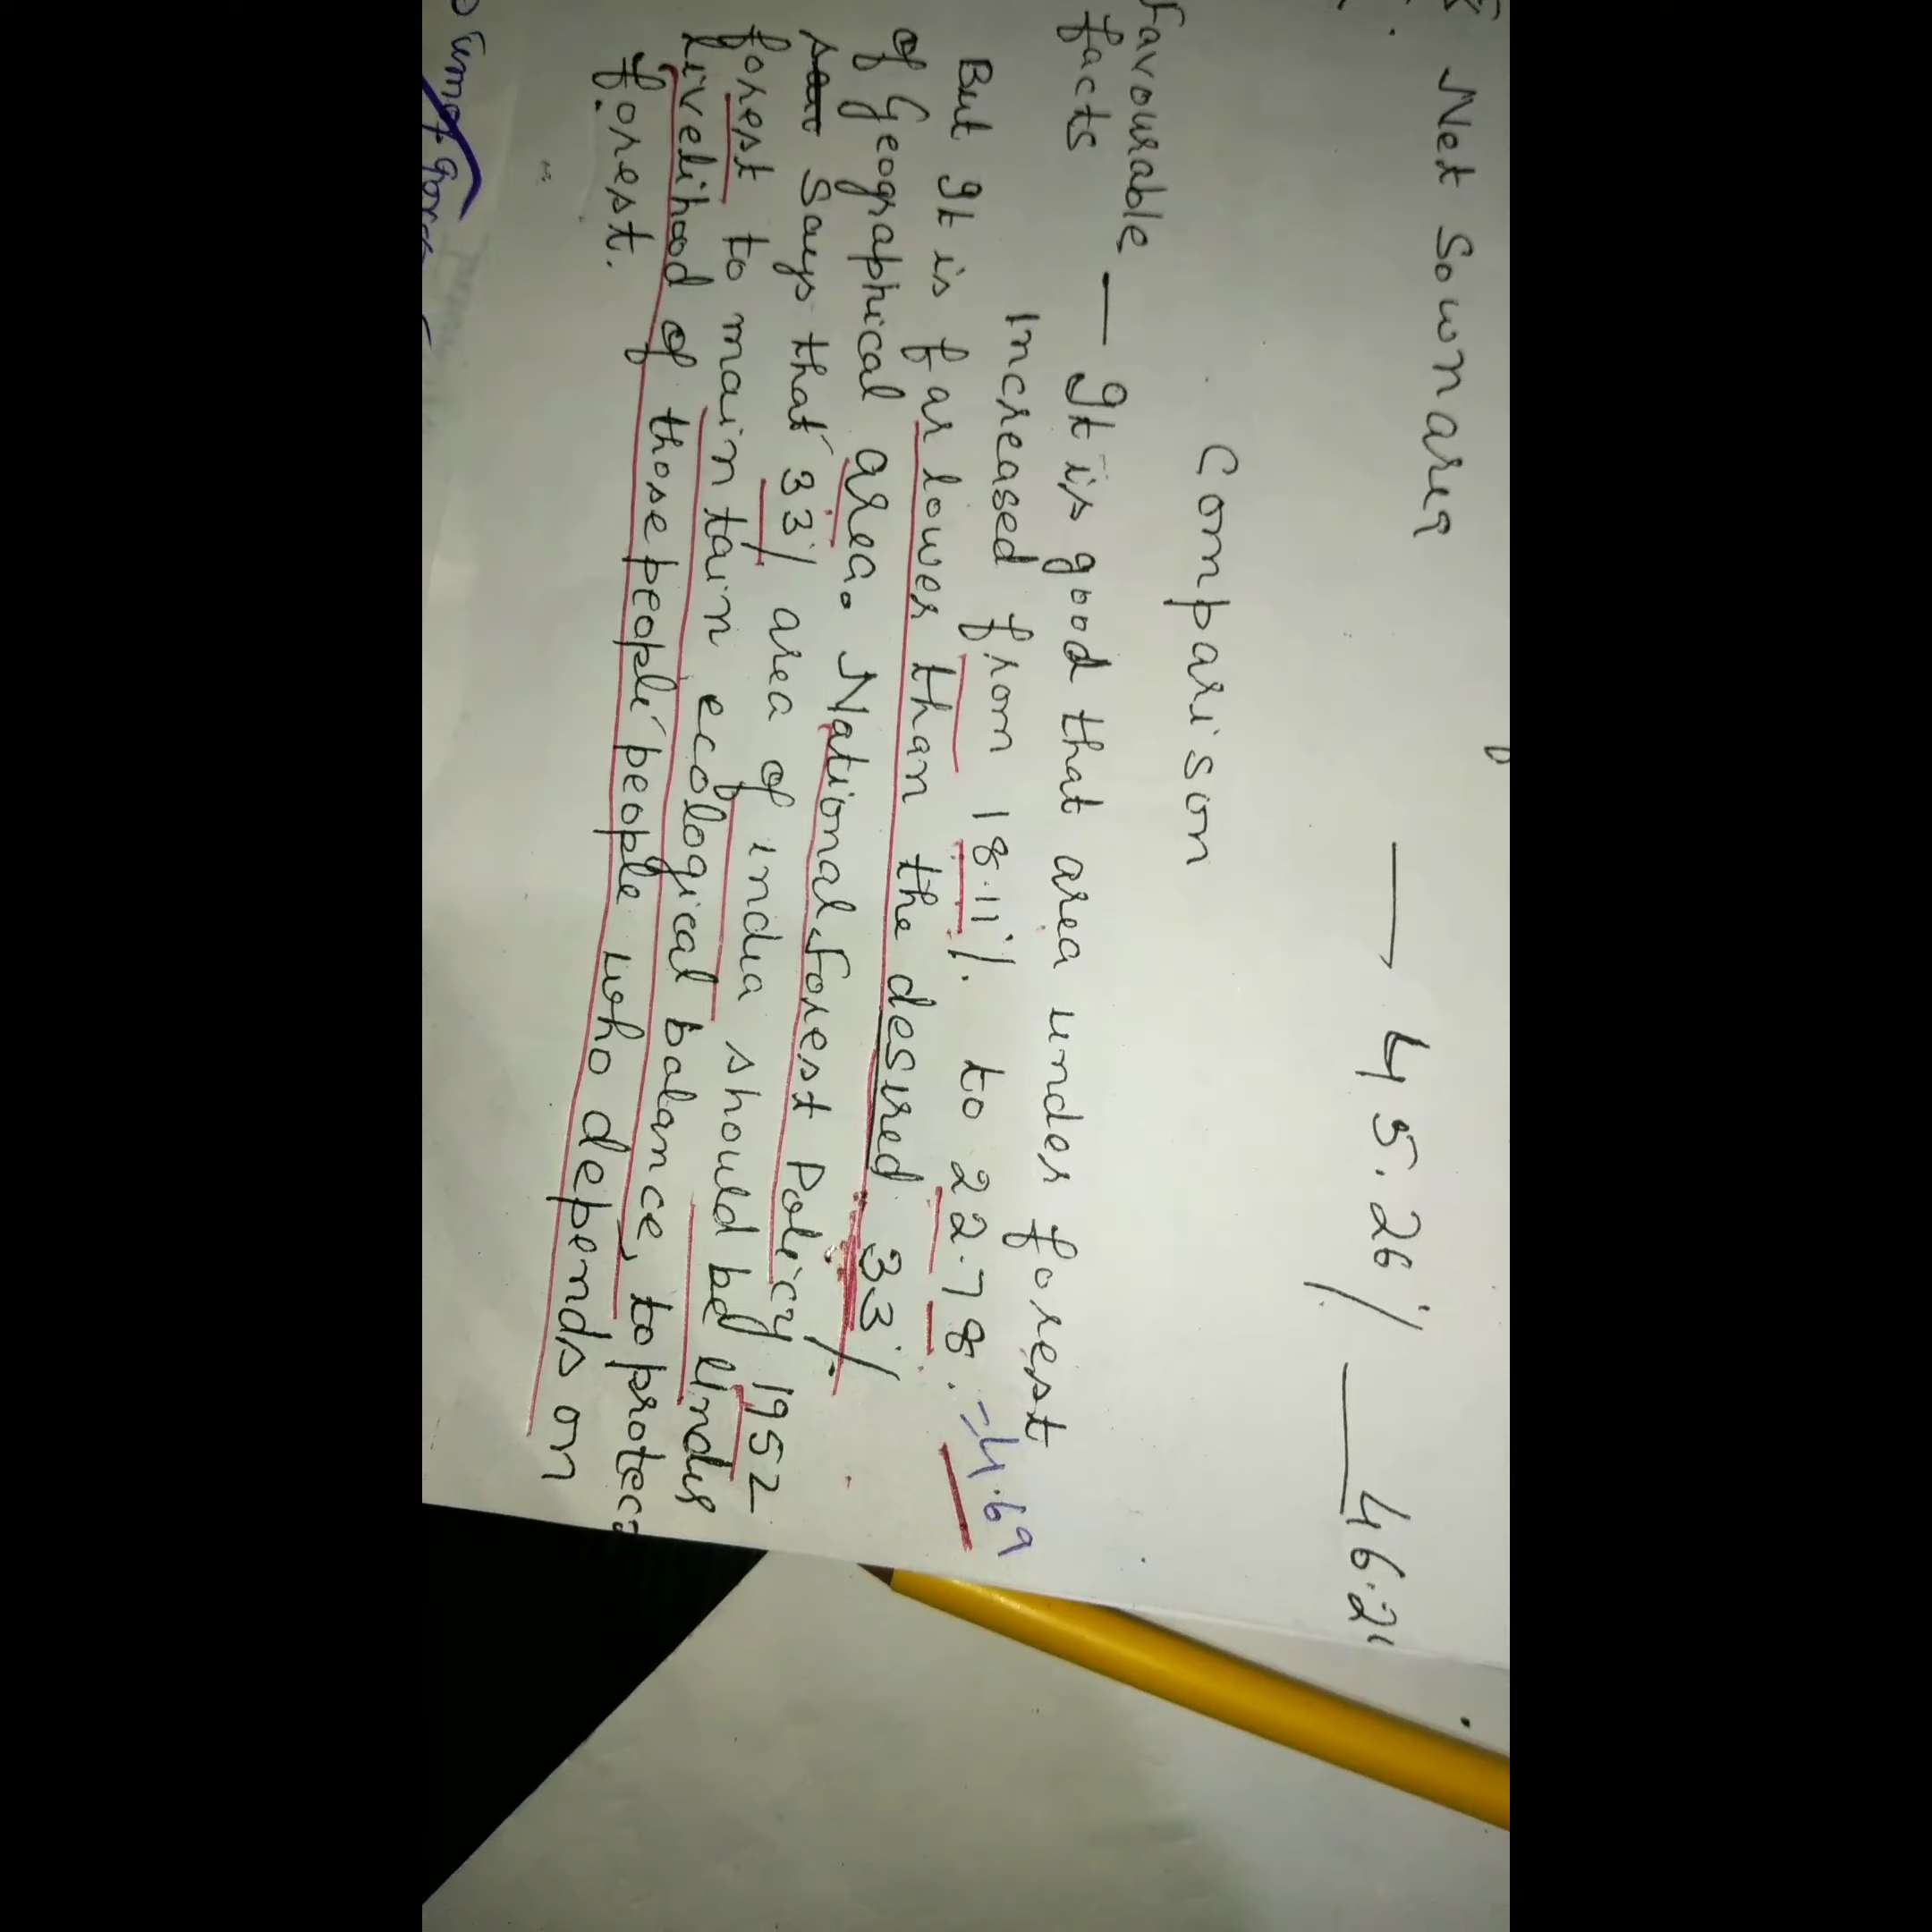 Net Sown area → 45.26% — 46.2
Comparison
Favourable — It is good that area under forest
facts increased from 18.11%. to 22.78. = 4.69
But It is far lower than the desired 33%.
of Geographical area. National forest Policy 1952
Says that 33% area of india should be Under
forest to maintain ecological balance, to protec
livelihood of those people people who depends on
forest.